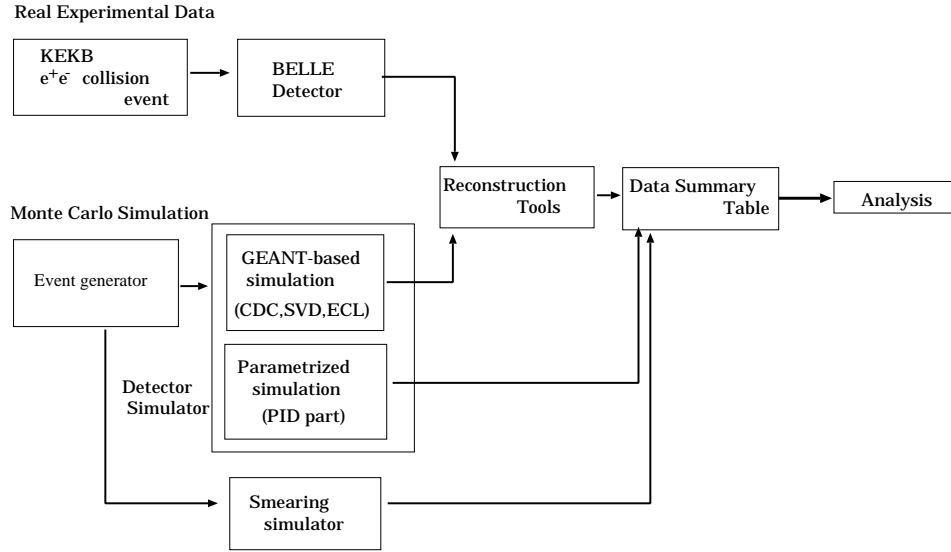 Real Experimental Data
KEKB
e+e- collision
event
BELLE
Detector
Reconstruction
Tools
Data Summary
Table
Analysis
Monte Carlo Simulation
Event generator
GEANT-based
simulation
(CDC,SVD,ECL)
Parametrized
simulation
(PID part)
Detector
Simulator
Smearing
simulator